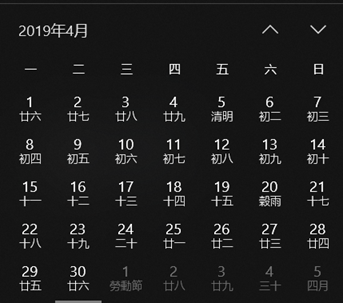 2019年4月
一 二 三 四 五 六 日
1 2 3 4 5 6 7
廿六 廿七 廿八 廿九 清明 初二 初三
8 9 10 11 12 13 14
初四 初五 初六 初七 初八 初九 初十
15 16 17 18 19 20 21
十一 十二 十三 十四 十五 穀雨 十七
22 23 24 25 26 27 28
十八 十九 二十 廿一 廿二 廿三 廿四
29 30 1 2 3 4 5
廿五 廿六 勞動節 廿八 廿九 三十 四月